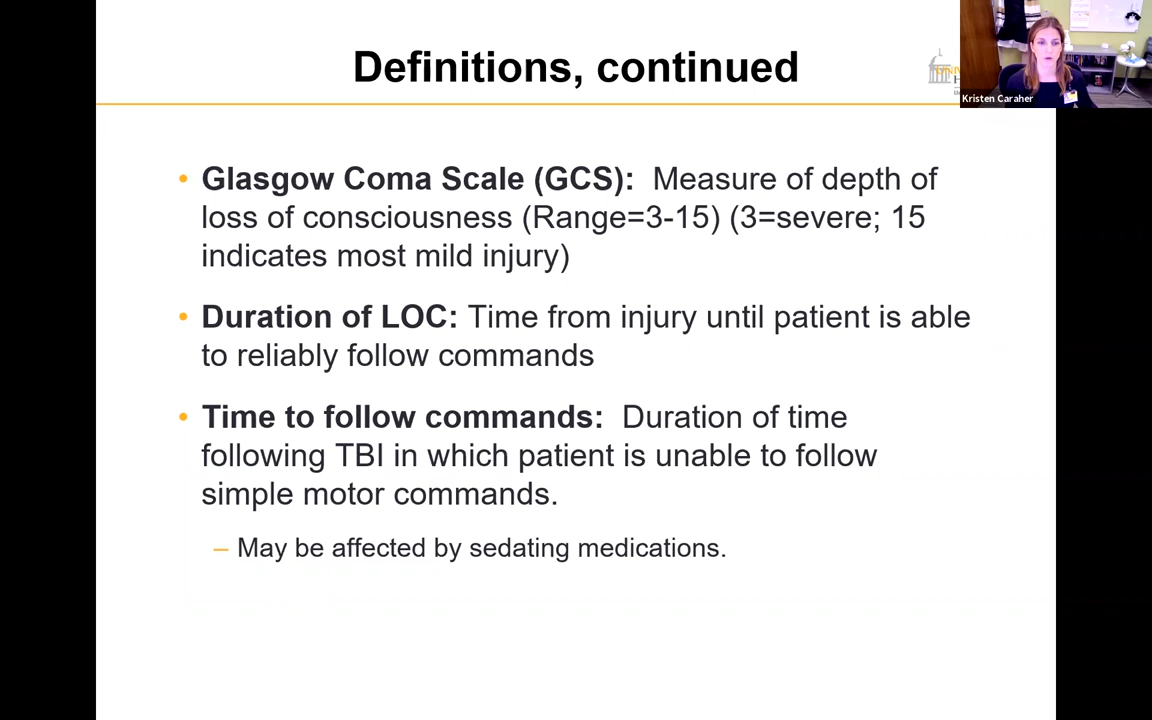 Definitions, continued
Kristen Caraher
• Glasgow Coma Scale (GCS): Measure of depth of
loss of consciousness (Range=3-15) (3=severe; 15
indicates most mild injury)
• Duration of LOC: Time from injury until patient is able
to reliably follow commands
• Time to follow commands: Duration of time
following TBI in which patient is unable to follow
simple motor commands.
– May be affected by sedating medications.